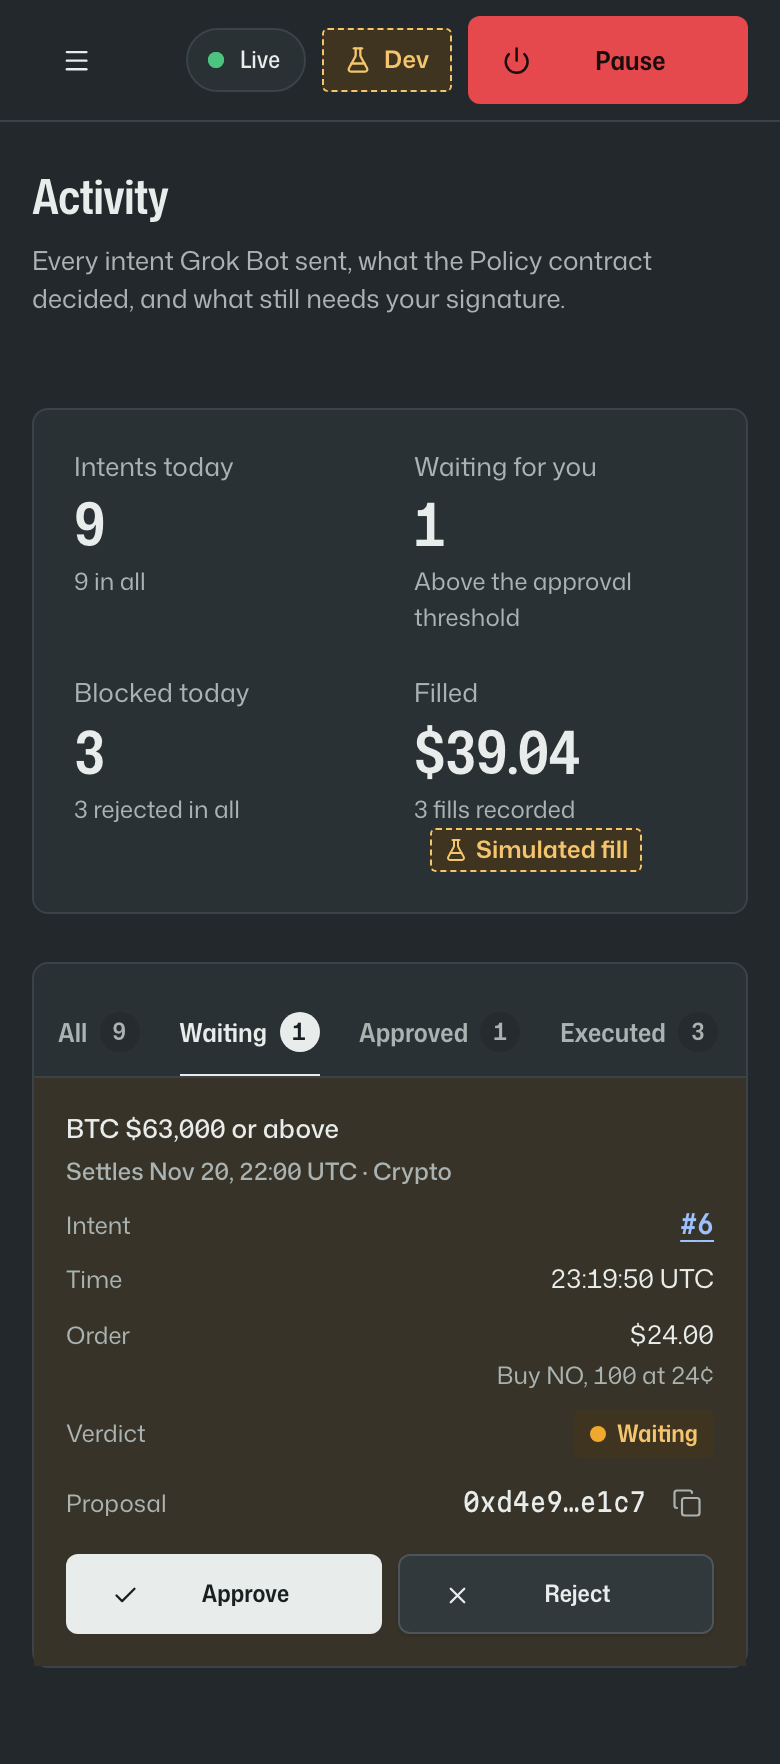 Live
Dev
Pause
Activity
Every intent Grok Bot sent, what the Policy contract
decided, and what still needs your signature.
Intents today
9
9 in all
Waiting for you
1
Above the approval
threshold
Blocked today
3
3 rejected in all
Filled
$39.04
3 fills recorded
Simulated fill
All 9
Waiting 1
Approved 1
Executed 3
BTC $63,000 or above
Settles Nov 20, 22:00 UTC · Crypto
Intent #6
Time 23:19:50 UTC
Order $24.00
Buy NO, 100 at 24¢
Verdict Waiting
Proposal 0xd4e9…e1c7
Approve
Reject